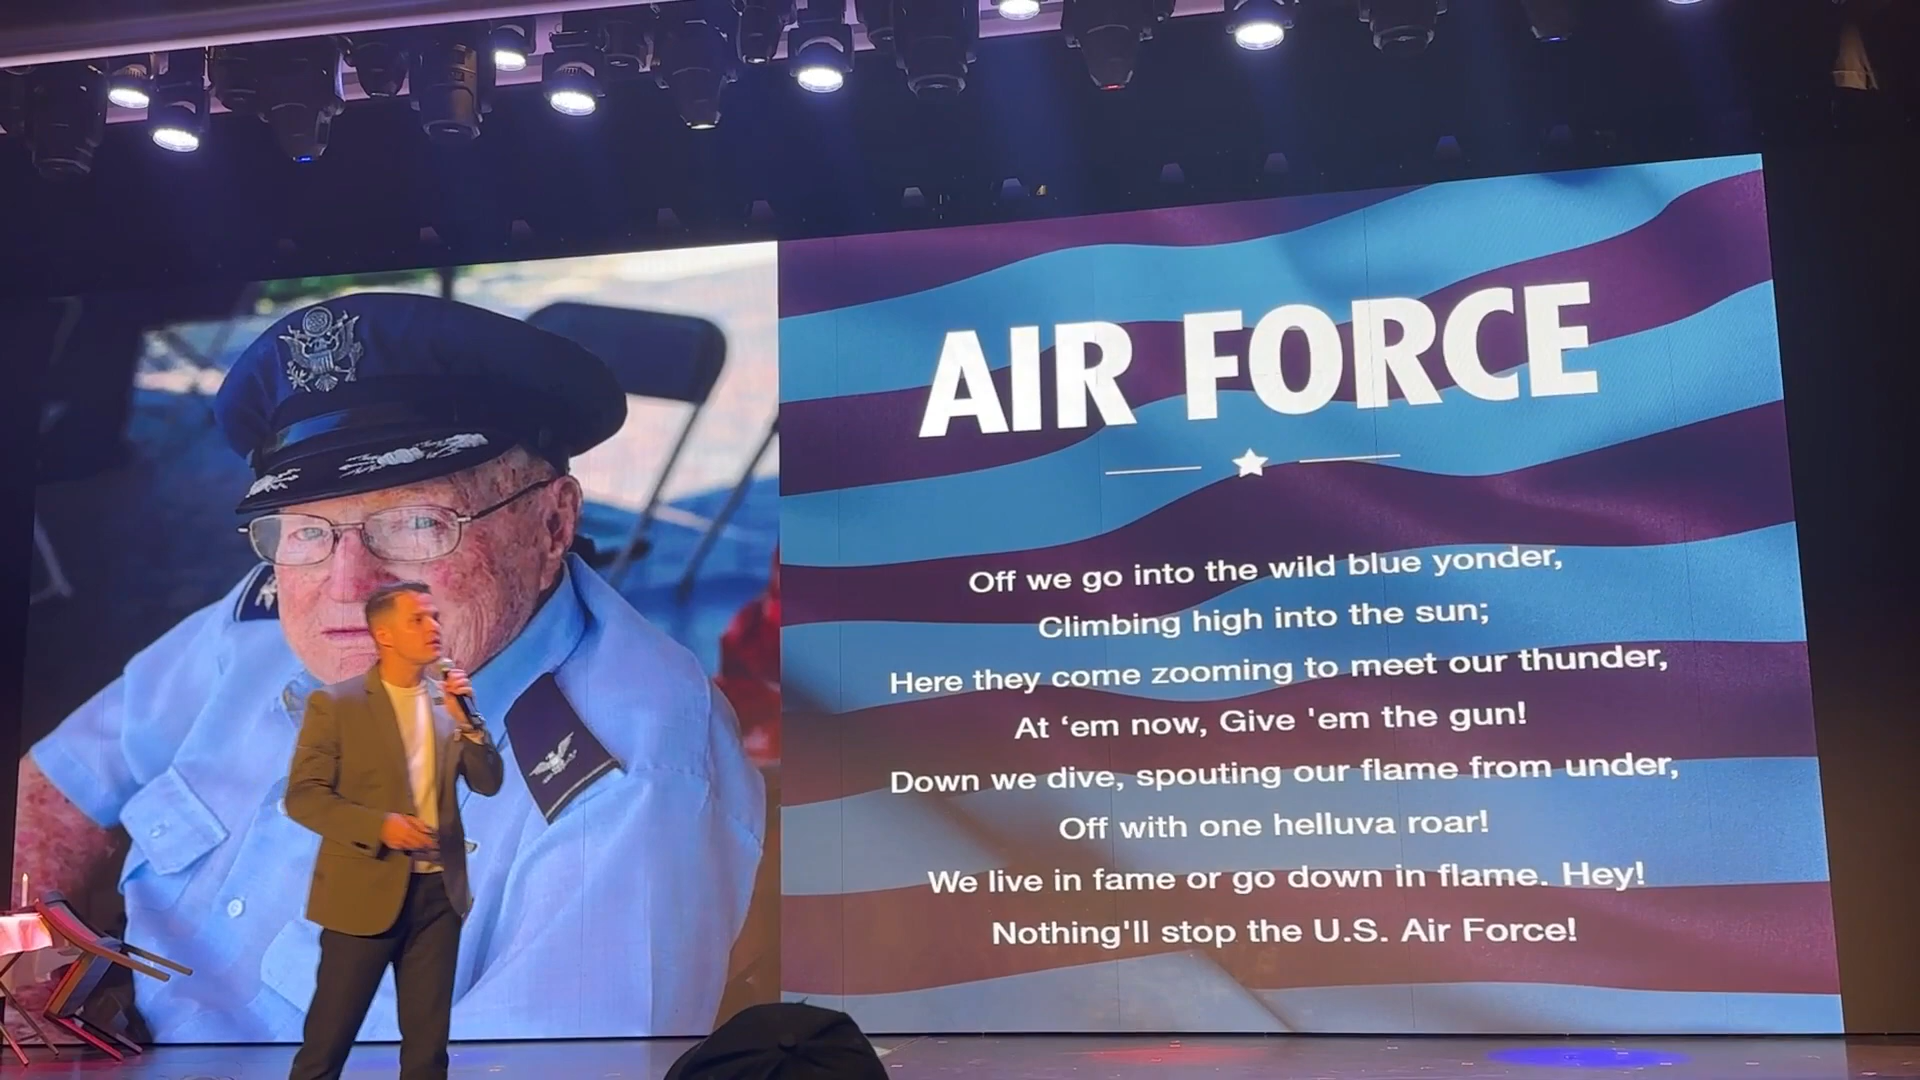 AIR FORCE
Off we go into the wild blue yonder,
Climbing high into the sun;
Here they come zooming to meet our thunder,
At ‘em now, Give 'em the gun!
Down we dive, spouting our flame from under,
Off with one helluva roar!
We live in fame or go down in flame. Hey!
Nothing'll stop the U.S. Air Force!